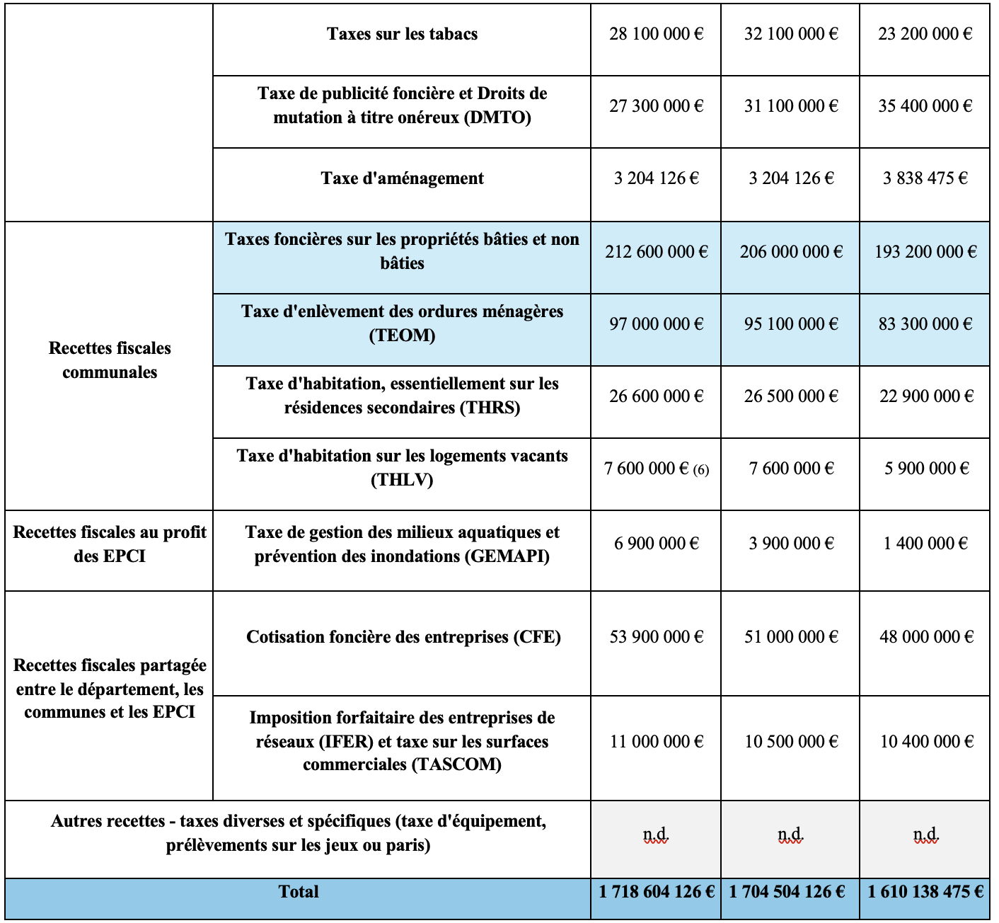 Taxes sur les tabacs
28 100 000 €
32 100 000 €
23 200 000 €
Taxe de publicité foncière et Droits de
mutation à titre onéreux (DMTO)
27 300 000 €
31 100 000 €
35 400 000 €
Taxe d'aménagement
3 204 126 €
3 204 126 €
3 838 475 €
Recettes fiscales
communales
Taxes foncières sur les propriétés bâties et non
bâties
212 600 000 €
206 000 000 €
193 200 000 €
Taxe d'enlèvement des ordures ménagères
(TEOM)
97 000 000 €
95 100 000 €
83 300 000 €
Taxe d'habitation, essentiellement sur les
résidences secondaires (THRS)
26 600 000 €
26 500 000 €
22 900 000 €
Taxe d'habitation sur les logements vacants
(THLV)
7 600 000 € (6)
7 600 000 €
5 900 000 €
Recettes fiscales au profit
des EPCI
Taxe de gestion des milieux aquatiques et
prévention des inondations (GEMAPI)
6 900 000 €
3 900 000 €
1 400 000 €
Recettes fiscales partagée
entre le département, les
communes et les EPCI
Cotisation foncière des entreprises (CFE)
53 900 000 €
51 000 000 €
48 000 000 €
Imposition forfaitaire des entreprises de
réseaux (IFER) et taxe sur les surfaces
commerciales (TASCOM)
11 000 000 €
10 500 000 €
10 400 000 €
Autres recettes - taxes diverses et spécifiques (taxe d'équipement,
prélèvements sur les jeux ou paris)
n.d.
n.d.
n.d.
Total
1 718 604 126 €
1 704 504 126 €
1 610 138 475 €